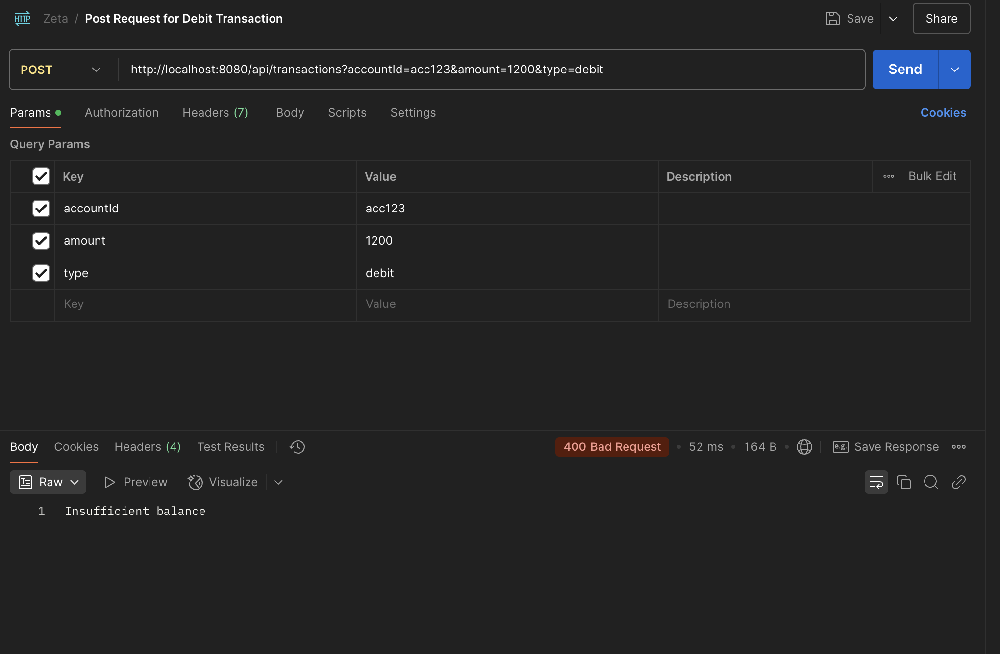 HTTP Zeta / Post Request for Debit Transaction Save Share
POST http://localhost:8080/api/transactions?accountId=acc123&amount=1200&type=debit Send
Params Authorization Headers (7) Body Scripts Settings Cookies
Query Params
Key Value Description Bulk Edit
accountId acc123
amount 1200
type debit
Key Value Description
Body Cookies Headers (4) Test Results 400 Bad Request • 52 ms • 164 B • e.g. Save Response
Raw Preview Visualize
1 Insufficient balance